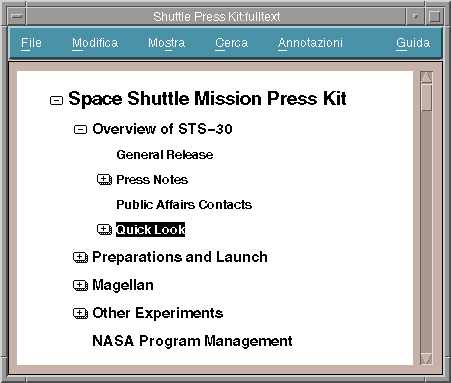 Shuttle Press Kit:fulltext
File Modifica Mostra Cerca Annotazioni Guida
Space Shuttle Mission Press Kit
Overview of STS-30
General Release
Press Notes
Public Affairs Contacts
Quick Look
Preparations and Launch
Magellan
Other Experiments
NASA Program Management